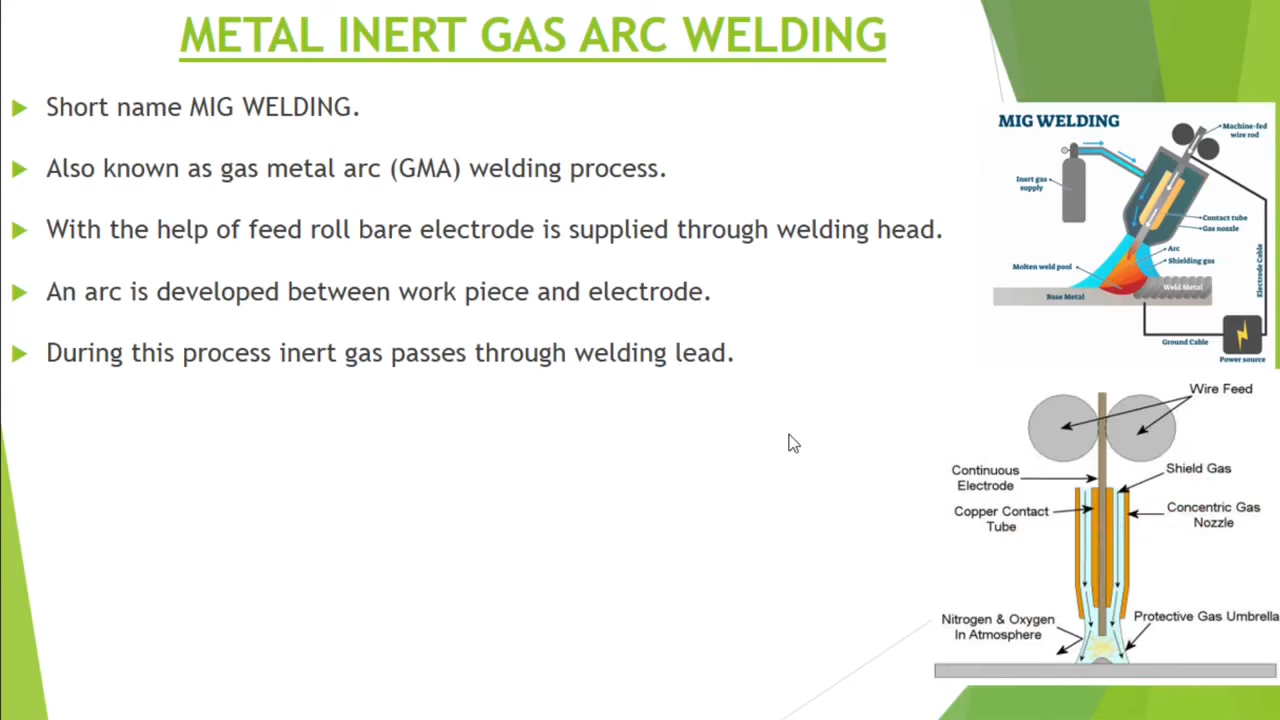 METAL INERT GAS ARC WELDING
Short name MIG WELDING.
Also known as gas metal arc (GMA) welding process.
With the help of feed roll bare electrode is supplied through welding head.
An arc is developed between work piece and electrode.
During this process inert gas passes through welding lead.
MIG WELDING
Machine-fed
wire rod
Inert gas
supply
Contact tube
Gas nozzle
Arc
Shielding gas
Molten weld pool
Electrode Cable
Weld Metal
Base Metal
Ground Cable
Power source
Wire Feed
Continuous
Electrode
Shield Gas
Copper Contact
Tube
Concentric Gas
Nozzle
Nitrogen & Oxygen
In Atmosphere
Protective Gas Umbrella